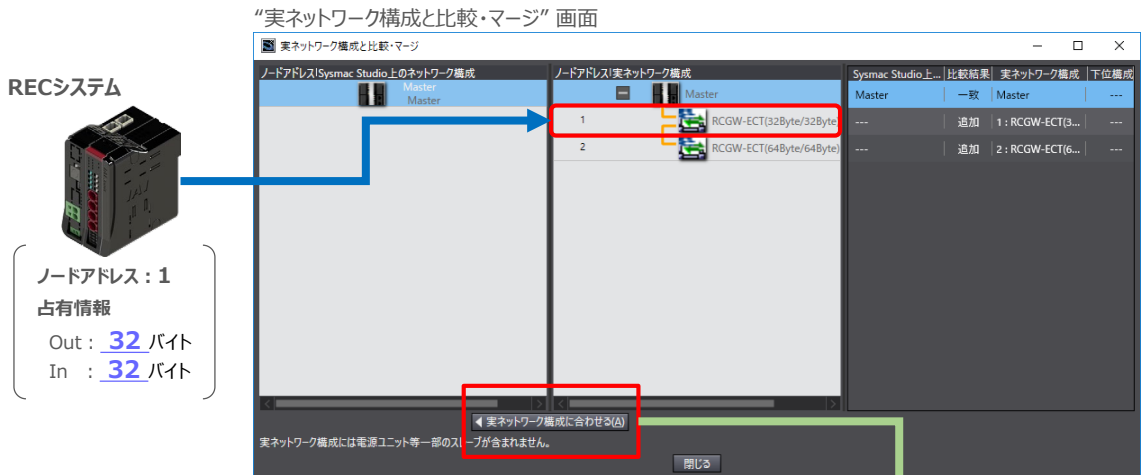 “実ネットワーク構成と比較・マージ” 画面
実ネットワーク構成と比較・マージ
RECシステム
ノードアドレス : 1
占有情報
Out : 32 バイト
In : 32 バイト
ノードアドレス|Sysmac Studio上のネットワーク構成
Master
Master
ノードアドレス|実ネットワーク構成
Master
1 RCGW-ECT(32Byte/32Byte)
2 RCGW-ECT(64Byte/64Byte)
Sysmac Studio上... 比較結果 実ネットワーク構成 下位構成
Master 一致 Master ---
--- 追加 1 : RCGW-ECT(3... ---
--- 追加 2 : RCGW-ECT(6... ---
実ネットワーク構成に合わせる(A)
実ネットワーク構成には電源ユニット等一部のスレーブが含まれません。
閉じる